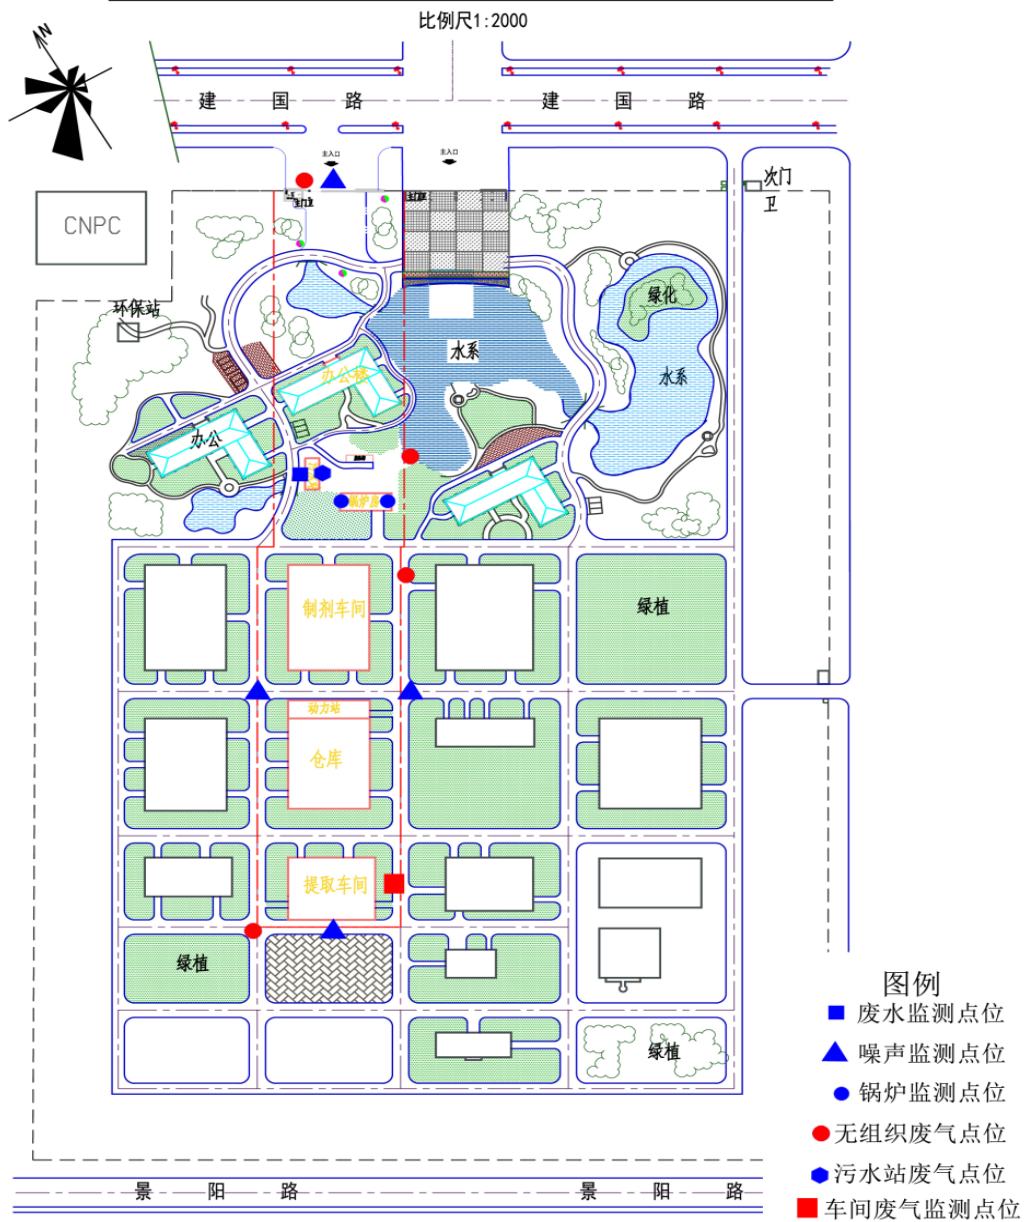 比例尺1:2000
N
建国路
建国路
主入口
主入口
次门
卫
CNPC
绿化
环保站
水系
水系
办公楼
办公
锅炉房
制剂车间
绿植
动力站
仓库
提取车间
绿植
绿植
图例
废水监测点位
噪声监测点位
锅炉监测点位
无组织废气点位
污水站废气点位
车间废气监测点位
景阳路
景阳路